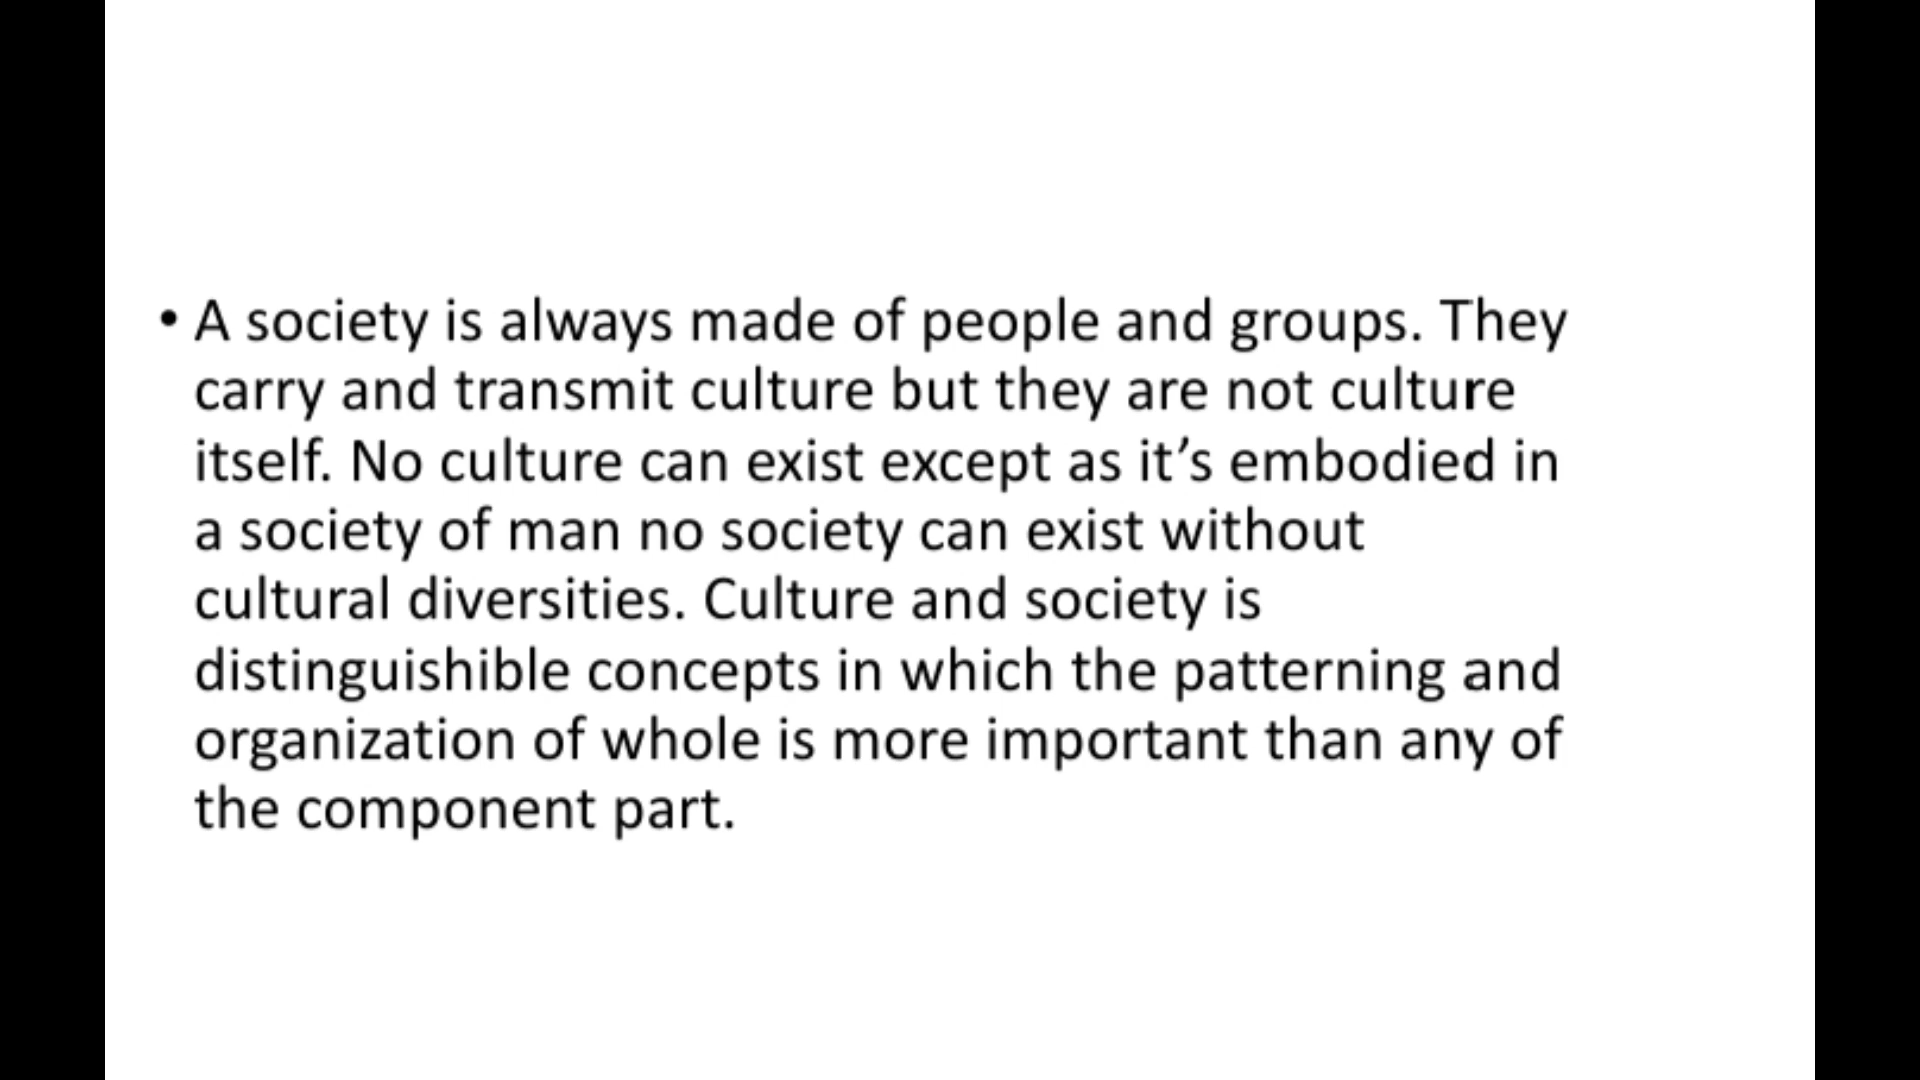 • A society is always made of people and groups. They
carry and transmit culture but they are not culture
itself. No culture can exist except as it’s embodied in
a society of man no society can exist without
cultural diversities. Culture and society is
distinguishible concepts in which the patterning and
organization of whole is more important than any of
the component part.